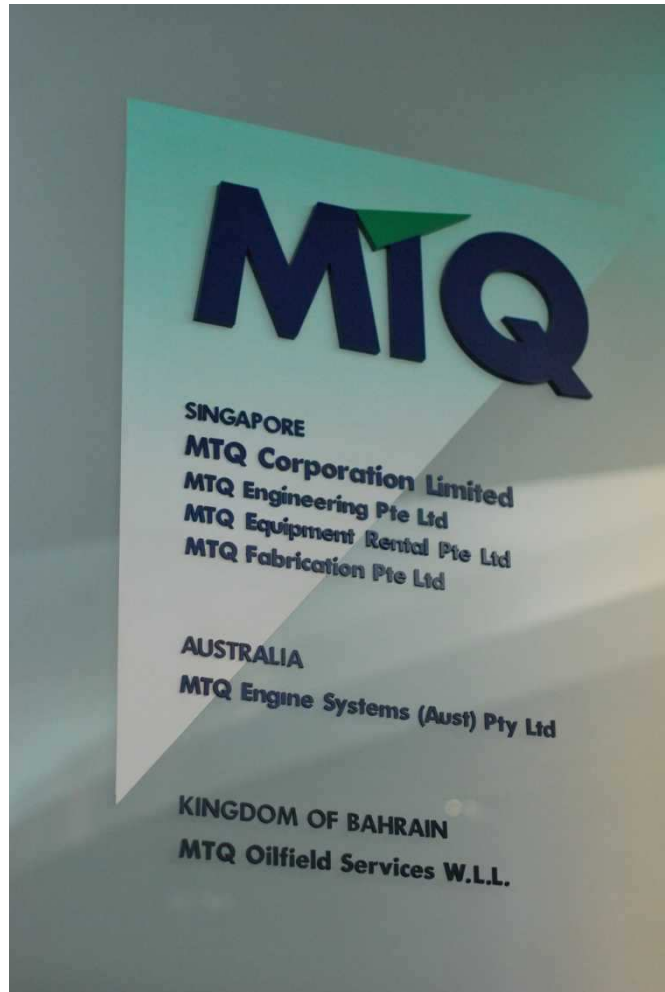 MTQ
SINGAPORE
MTQ Corporation Limited
MTQ Engineering Pte Ltd
MTQ Equipment Rental Pte Ltd
MTQ Fabrication Pte Ltd
AUSTRALIA
MTQ Engine Systems (Aust) Pty Ltd
KINGDOM OF BAHRAIN
MTQ Oilfield Services W.L.L.